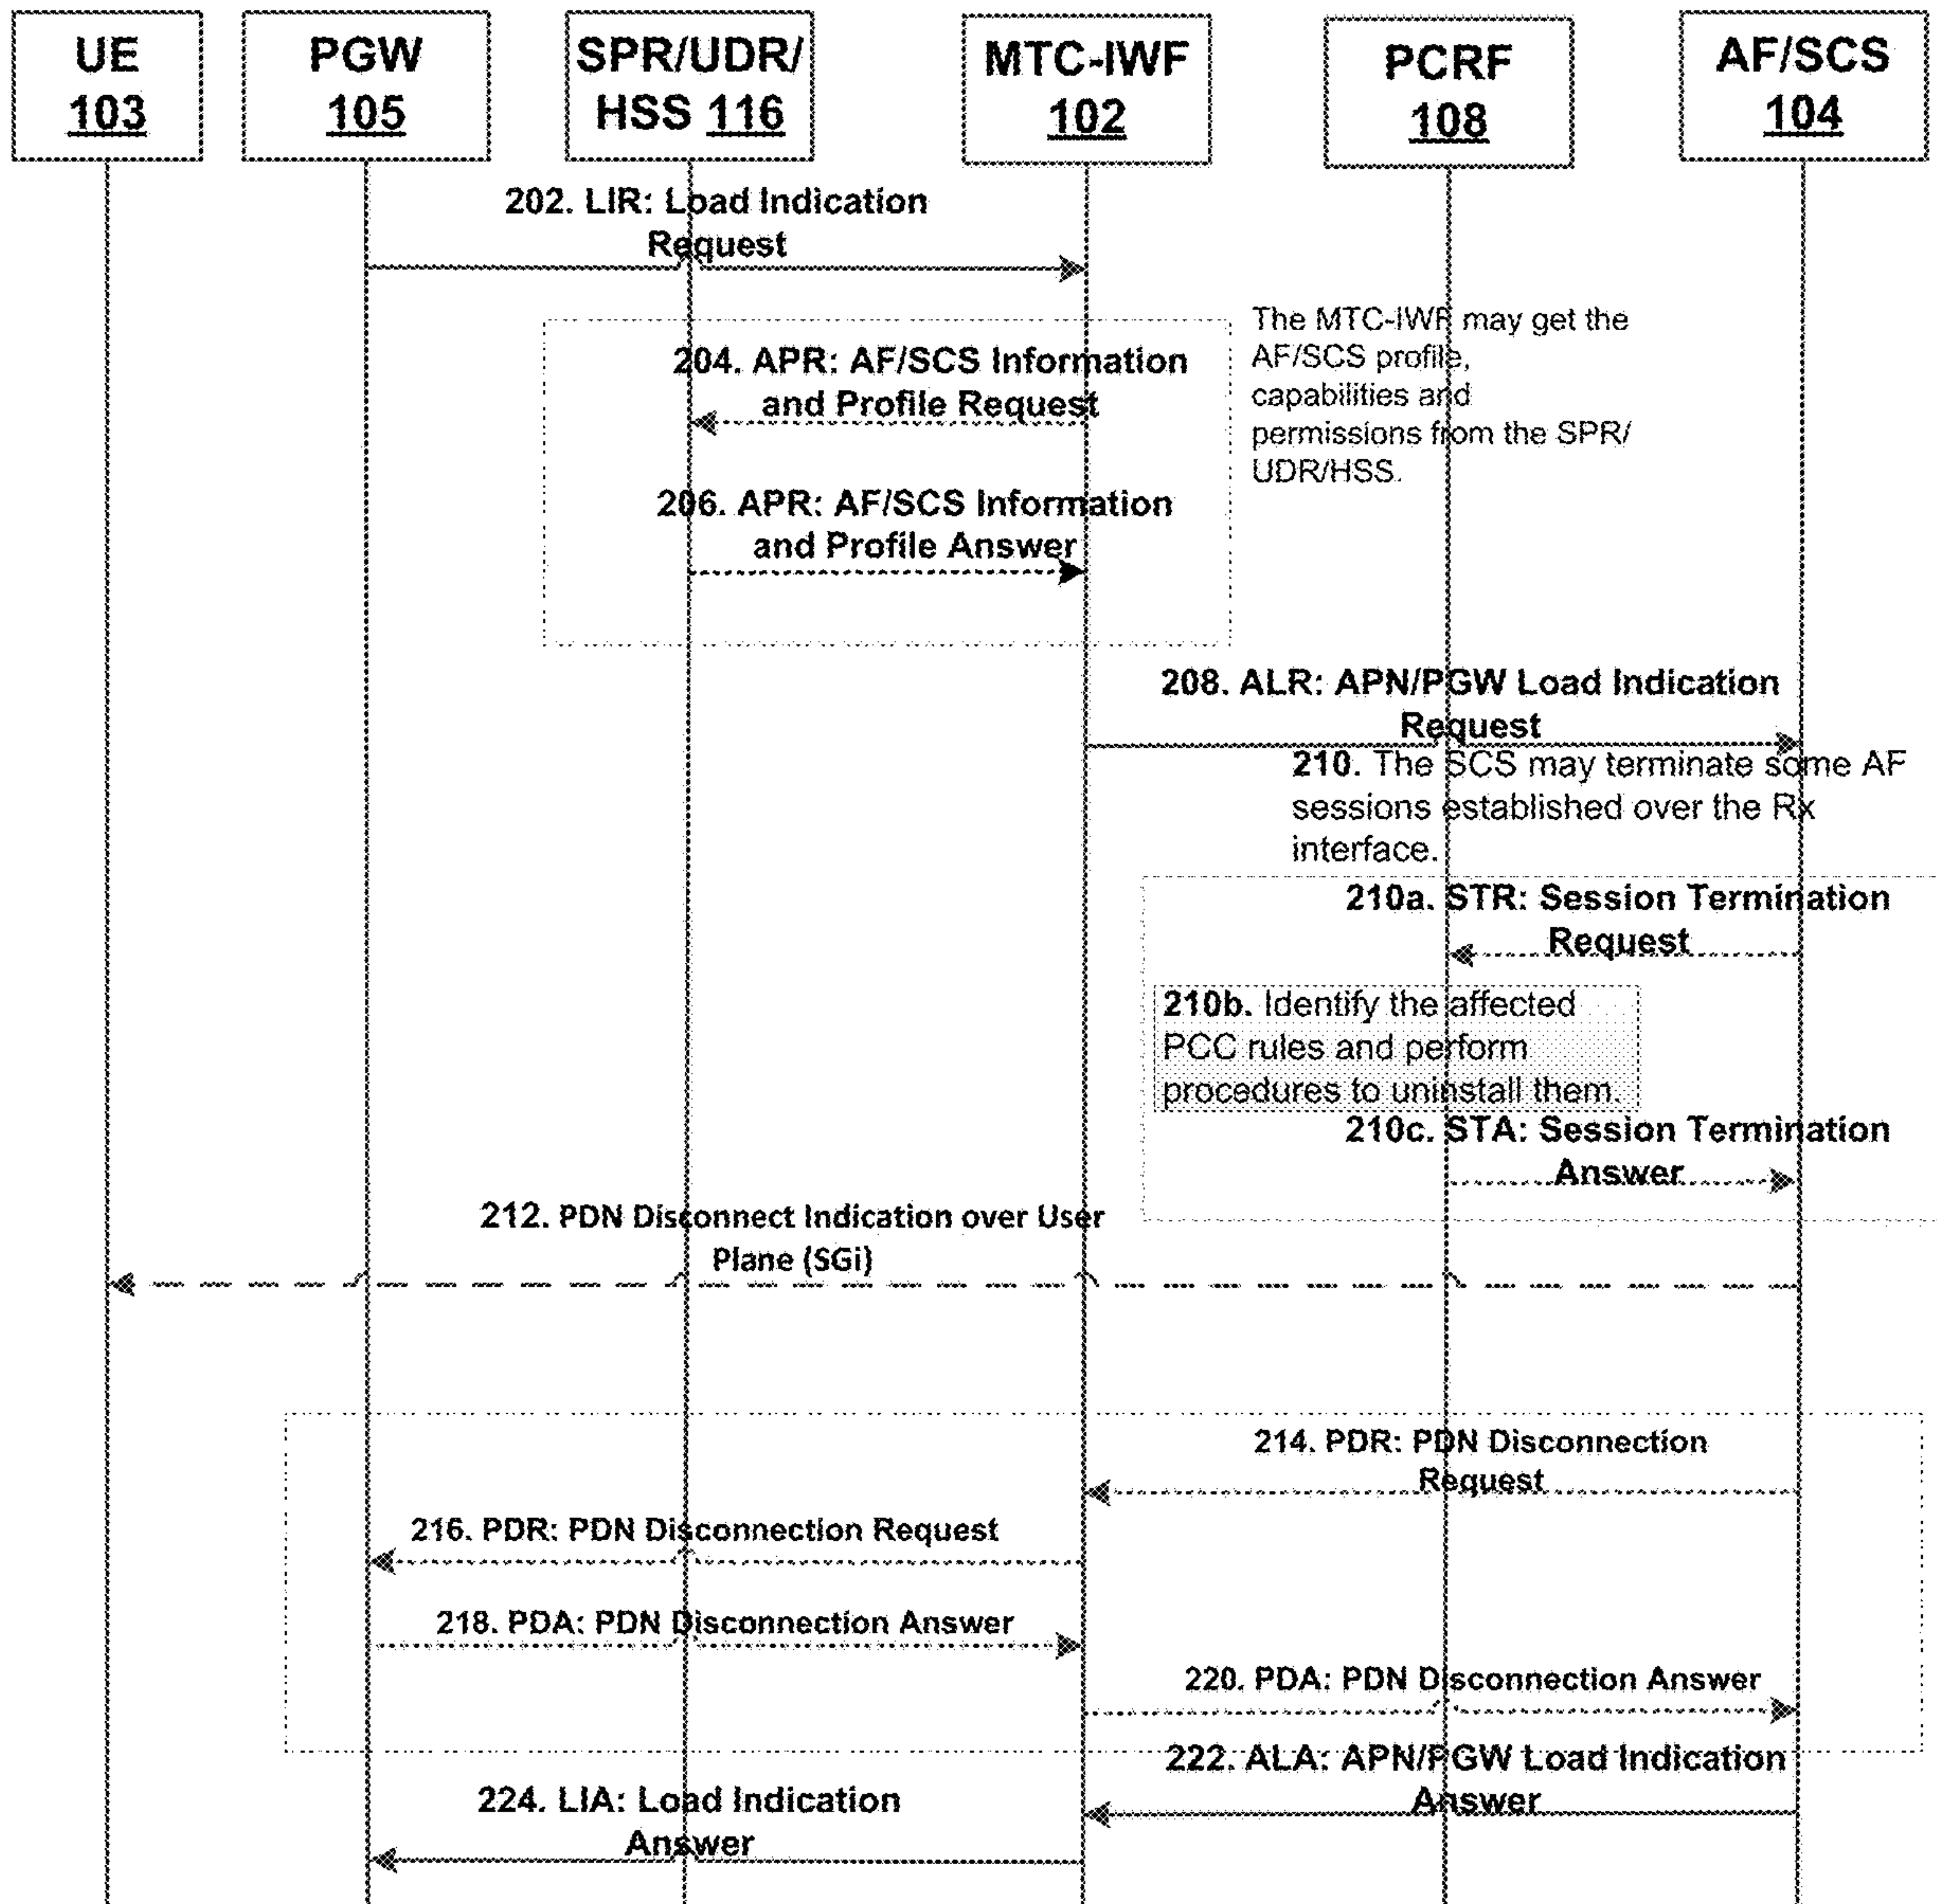 UE
103
PGW
105
SPR/UDR/
HSS 116
MTC-IWF
102
PCRF
108
AF/SCS
104
202. LIR: Load Indication
Request
The MTC-IWF may get the
AF/SCS profile,
capabilities and
permissions from the SPR/
UDR/HSS.
204. APR: AF/SCS Information
and Profile Request
206. APR: AF/SCS Information
and Profile Answer
208. ALR: APN/PGW Load Indication
Request
210. The SCS may terminate some AF
sessions established over the Rx
interface.
210a. STR: Session Termination
Request
210b. Identify the affected
PCC rules and perform
procedures to uninstall them.
210c. STA: Session Termination
Answer
212. PDN Disconnect Indication over User
Plane (SGi)
214. PDR: PDN Disconnection
Request
216. PDR: PDN Disconnection Request
218. PDA: PDN Disconnection Answer
220. PDA: PDN Disconnection Answer
222. ALA: APN/PGW Load Indication
Answer
224. LIA: Load Indication
Answer